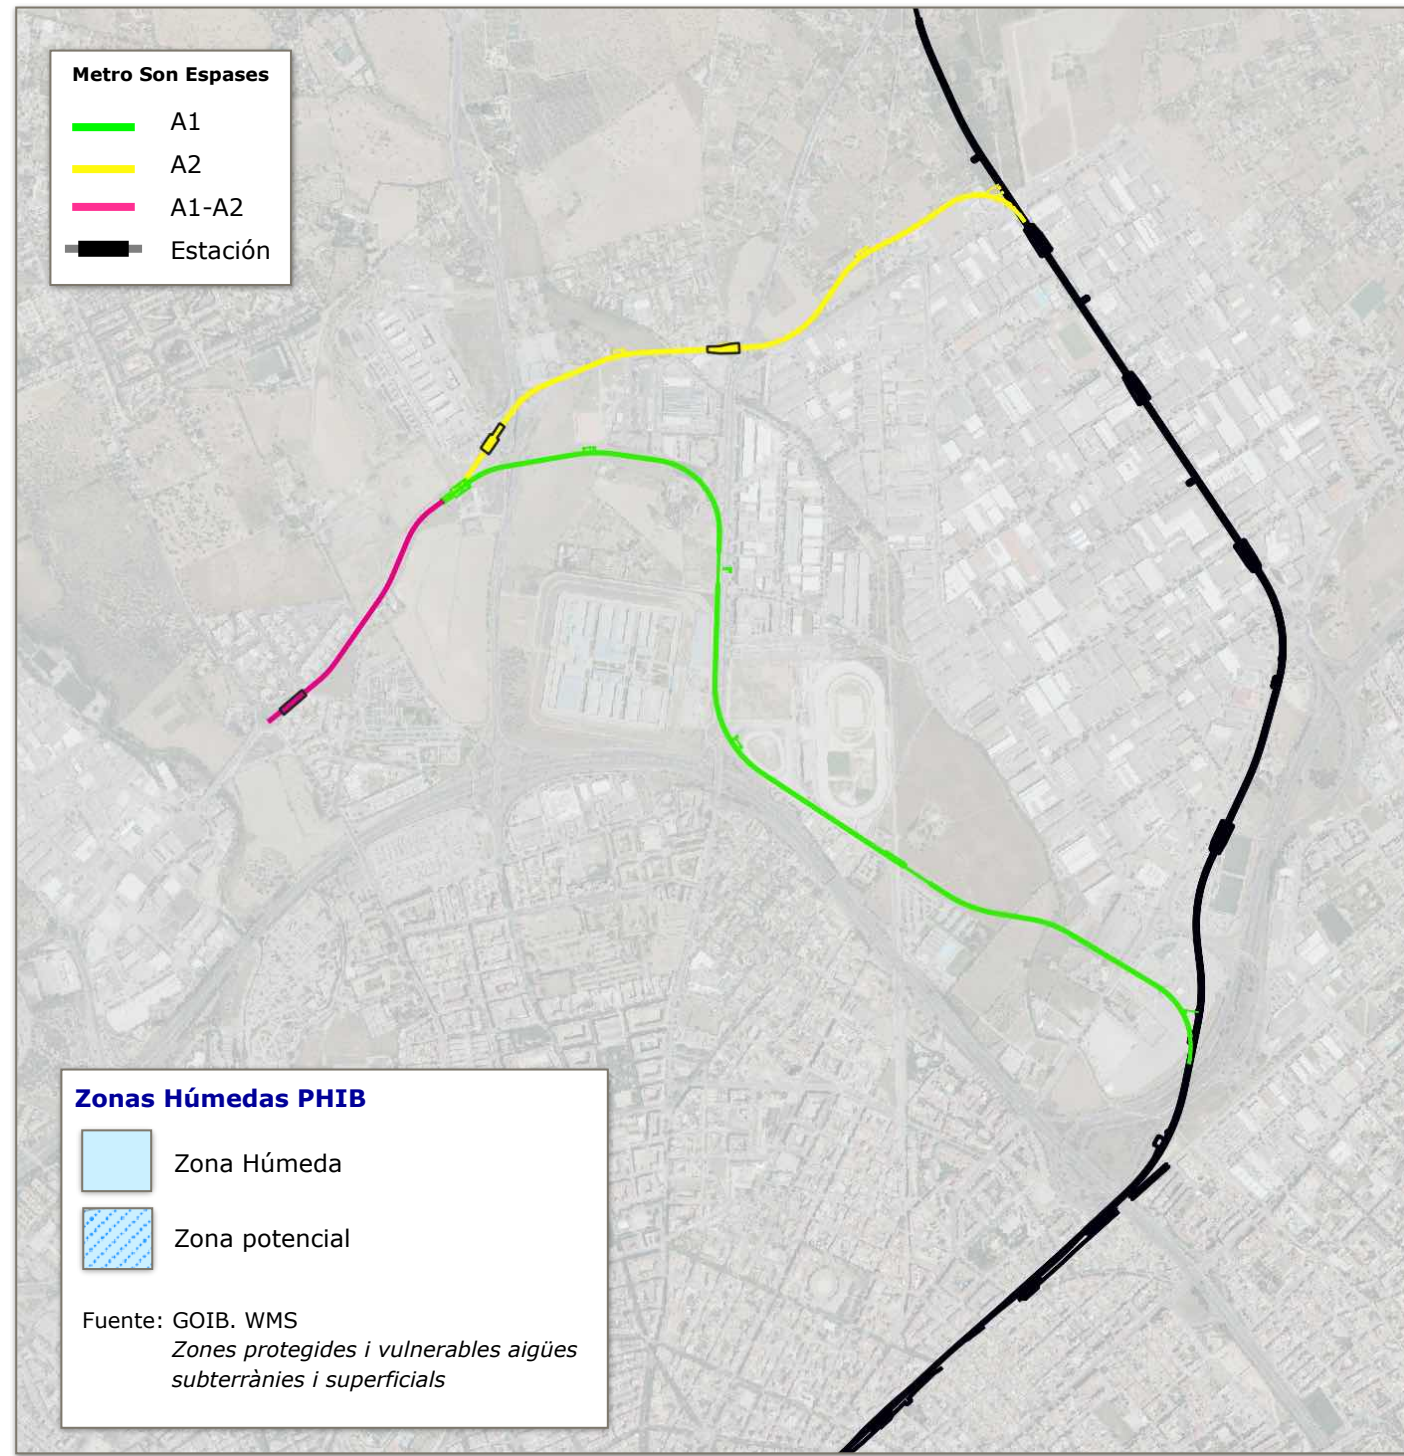 Metro Son Espases
A1
A2
A1-A2
Estación
Zonas Húmedas PHIB
Zona Húmeda
Zona potencial
Fuente: GOIB. WMS
Zones protegides i vulnerables aigües
subterrànies i superficials